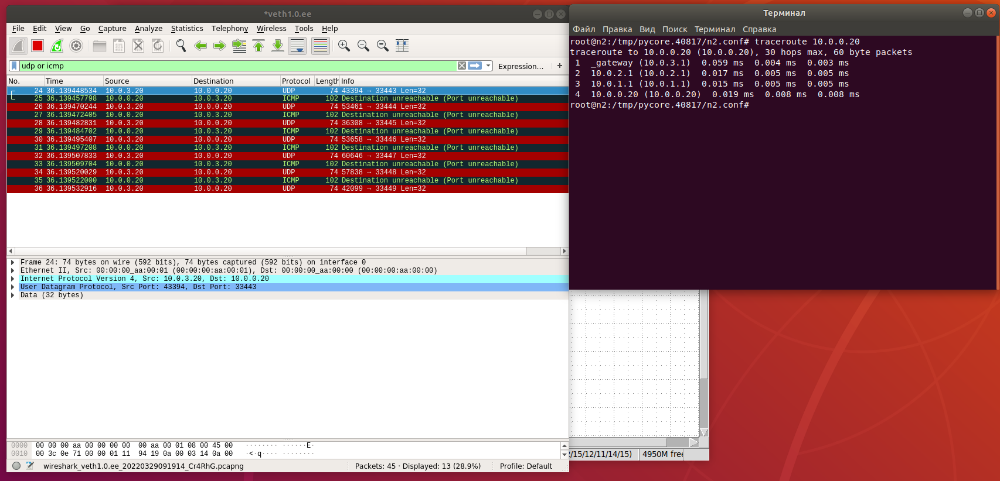 *veth1.0.ee
File Edit View Go Capture Analyze Statistics Telephony Wireless Tools Help
udp or icmp
Expression… +
No. Time Source Destination Protocol Length Info
24 36.139448534 10.0.3.20 10.0.0.20 UDP 74 43394 → 33443 Len=32
25 36.139457798 10.0.0.20 10.0.3.20 ICMP 102 Destination unreachable (Port unreachable)
26 36.139470244 10.0.3.20 10.0.0.20 UDP 74 53461 → 33444 Len=32
27 36.139472405 10.0.0.20 10.0.3.20 ICMP 102 Destination unreachable (Port unreachable)
28 36.139482831 10.0.3.20 10.0.0.20 UDP 74 36308 → 33445 Len=32
29 36.139484702 10.0.0.20 10.0.3.20 ICMP 102 Destination unreachable (Port unreachable)
30 36.139495407 10.0.3.20 10.0.0.20 UDP 74 53658 → 33446 Len=32
31 36.139497208 10.0.0.20 10.0.3.20 ICMP 102 Destination unreachable (Port unreachable)
32 36.139507833 10.0.3.20 10.0.0.20 UDP 74 60646 → 33447 Len=32
33 36.139509704 10.0.0.20 10.0.3.20 ICMP 102 Destination unreachable (Port unreachable)
34 36.139520029 10.0.3.20 10.0.0.20 UDP 74 57838 → 33448 Len=32
35 36.139522000 10.0.0.20 10.0.3.20 ICMP 102 Destination unreachable (Port unreachable)
36 36.139532916 10.0.3.20 10.0.0.20 UDP 74 42099 → 33449 Len=32
Frame 24: 74 bytes on wire (592 bits), 74 bytes captured (592 bits) on interface 0
Ethernet II, Src: 00:00:00_aa:00:01 (00:00:00:aa:00:01), Dst: 00:00:00_aa:00:00 (00:00:00:aa:00:00)
Internet Protocol Version 4, Src: 10.0.3.20, Dst: 10.0.0.20
User Datagram Protocol, Src Port: 43394, Dst Port: 33443
Data (32 bytes)
0000 00 00 00 aa 00 00 00 00 00 aa 00 01 08 00 45 00 ········ ······E·
0010 00 3c 0e 71 00 00 01 11 94 19 0a 00 03 14 0a 00 ·<·q···· ········
wireshark_veth1.0.ee_20220329091914_Cr4RhG.pcapng Packets: 45 · Displayed: 13 (28.9%) Profile: Default
Терминал
Файл Правка Вид Поиск Терминал Справка
root@n2:/tmp/pycore.40817/n2.conf# traceroute 10.0.0.20
traceroute to 10.0.0.20 (10.0.0.20), 30 hops max, 60 byte packets
1 _gateway (10.0.3.1) 0.059 ms 0.004 ms 0.003 ms
2 10.0.2.1 (10.0.2.1) 0.017 ms 0.005 ms 0.005 ms
3 10.0.1.1 (10.0.1.1) 0.015 ms 0.005 ms 0.005 ms
4 10.0.0.20 (10.0.0.20) 0.019 ms 0.008 ms 0.008 ms
root@n2:/tmp/pycore.40817/n2.conf#
2/15/12/11/14/15) 4950M free